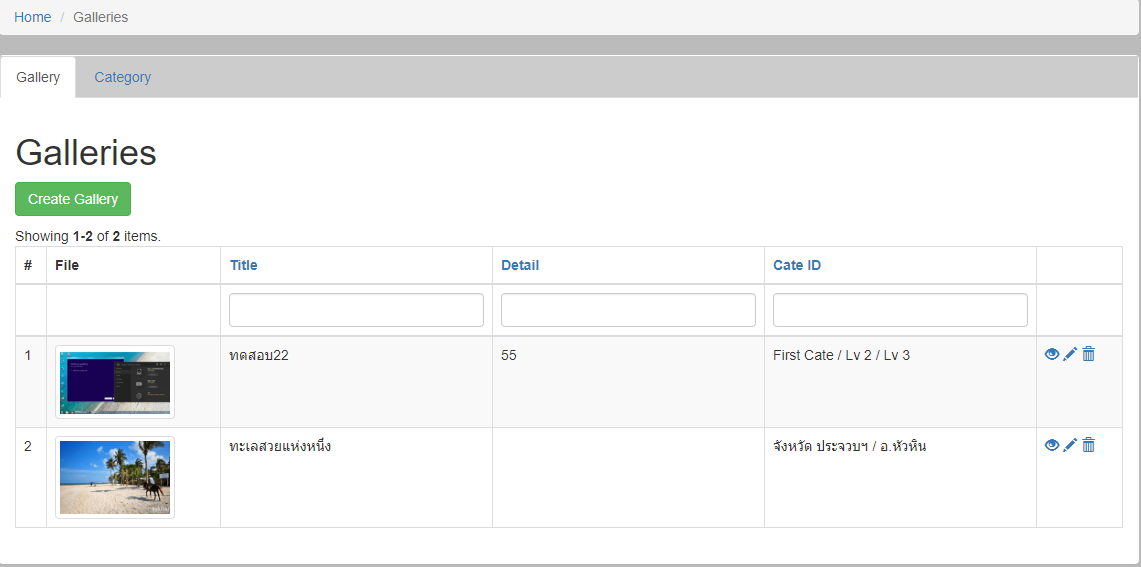 Home / Galleries
Gallery Category
Galleries
Create Gallery
Showing 1-2 of 2 items.
# File Title Detail Cate ID
1 ทดสอบ22 55 First Cate / Lv 2 / Lv 3
2 ทะเลสวยแห่งหนึ่ง จังหวัด ประจวบฯ / อ.หัวหิน